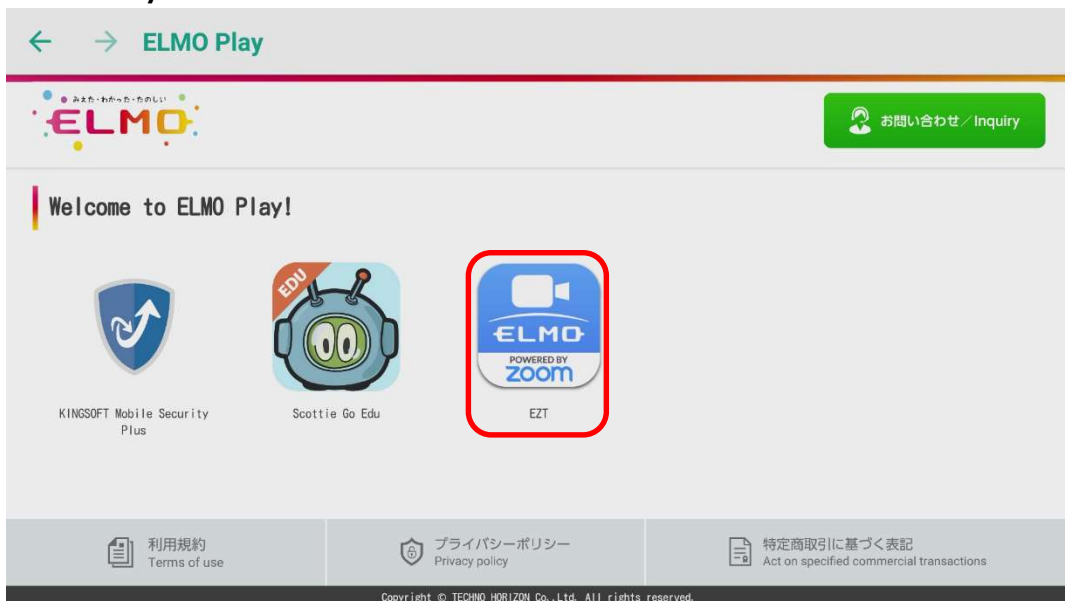 ELMO Play
みえた・わかった・たのしい
ELMO
お問い合わせ/Inquiry
Welcome to ELMO Play!
EDU
ELMO
POWERED BY
zoom
KINGSOFT Mobile Security
Plus
Scottie Go Edu
EZT
利用規約
Terms of use
プライバシーポリシー
Privacy policy
特定商取引に基づく表記
Act on specified commercial transactions
Copyright © TECHNO HORIZON Co.,Ltd. All rights reserved.